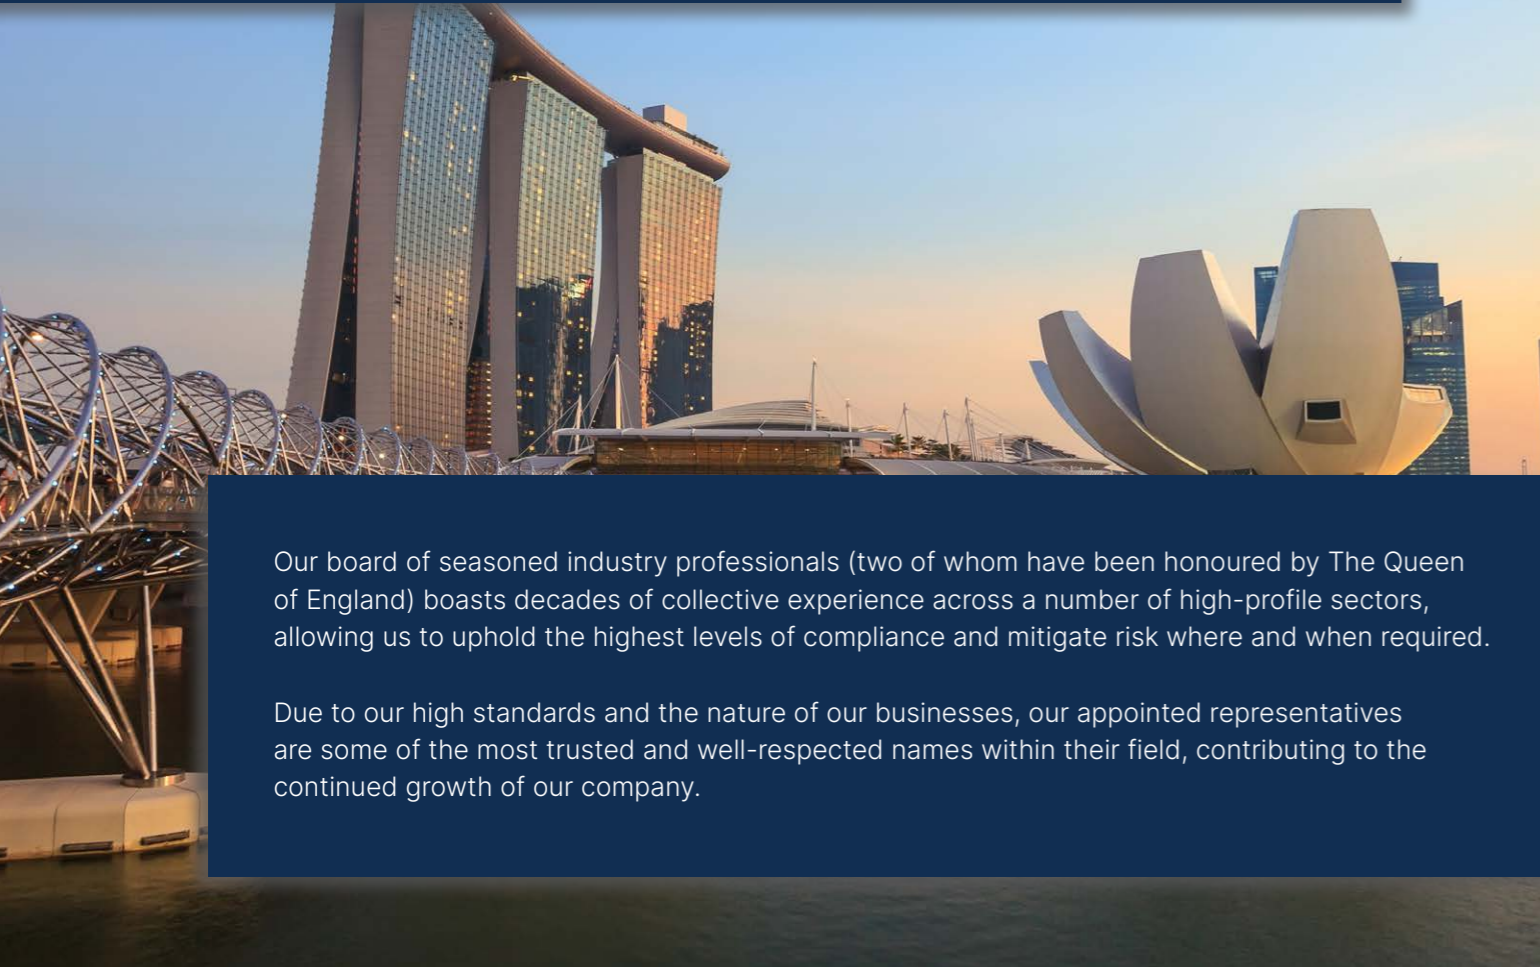 Our board of seasoned industry professionals (two of whom have been honoured by The Queen
of England) boasts decades of collective experience across a number of high-profile sectors,
allowing us to uphold the highest levels of compliance and mitigate risk where and when required.
Due to our high standards and the nature of our businesses, our appointed representatives
are some of the most trusted and well-respected names within their field, contributing to the
continued growth of our company.